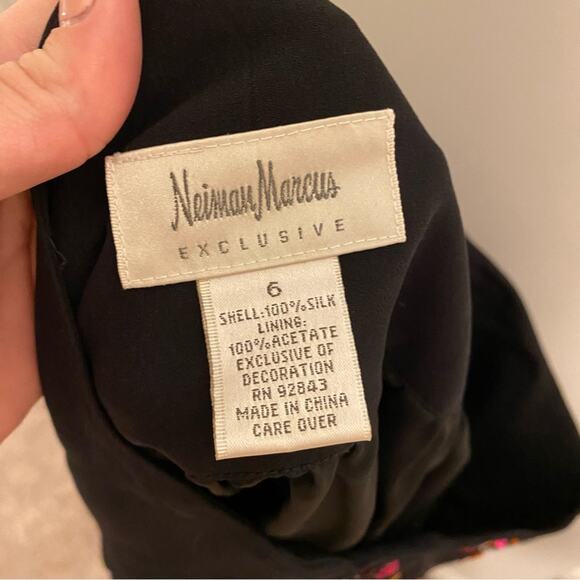 Neiman Marcus
EXCLUSIVE
6
SHELL:100%SILK
LINING:
100%ACETATE
EXCLUSIVE OF
DECORATION
RN 92843
MADE IN CHINA
CARE OVER